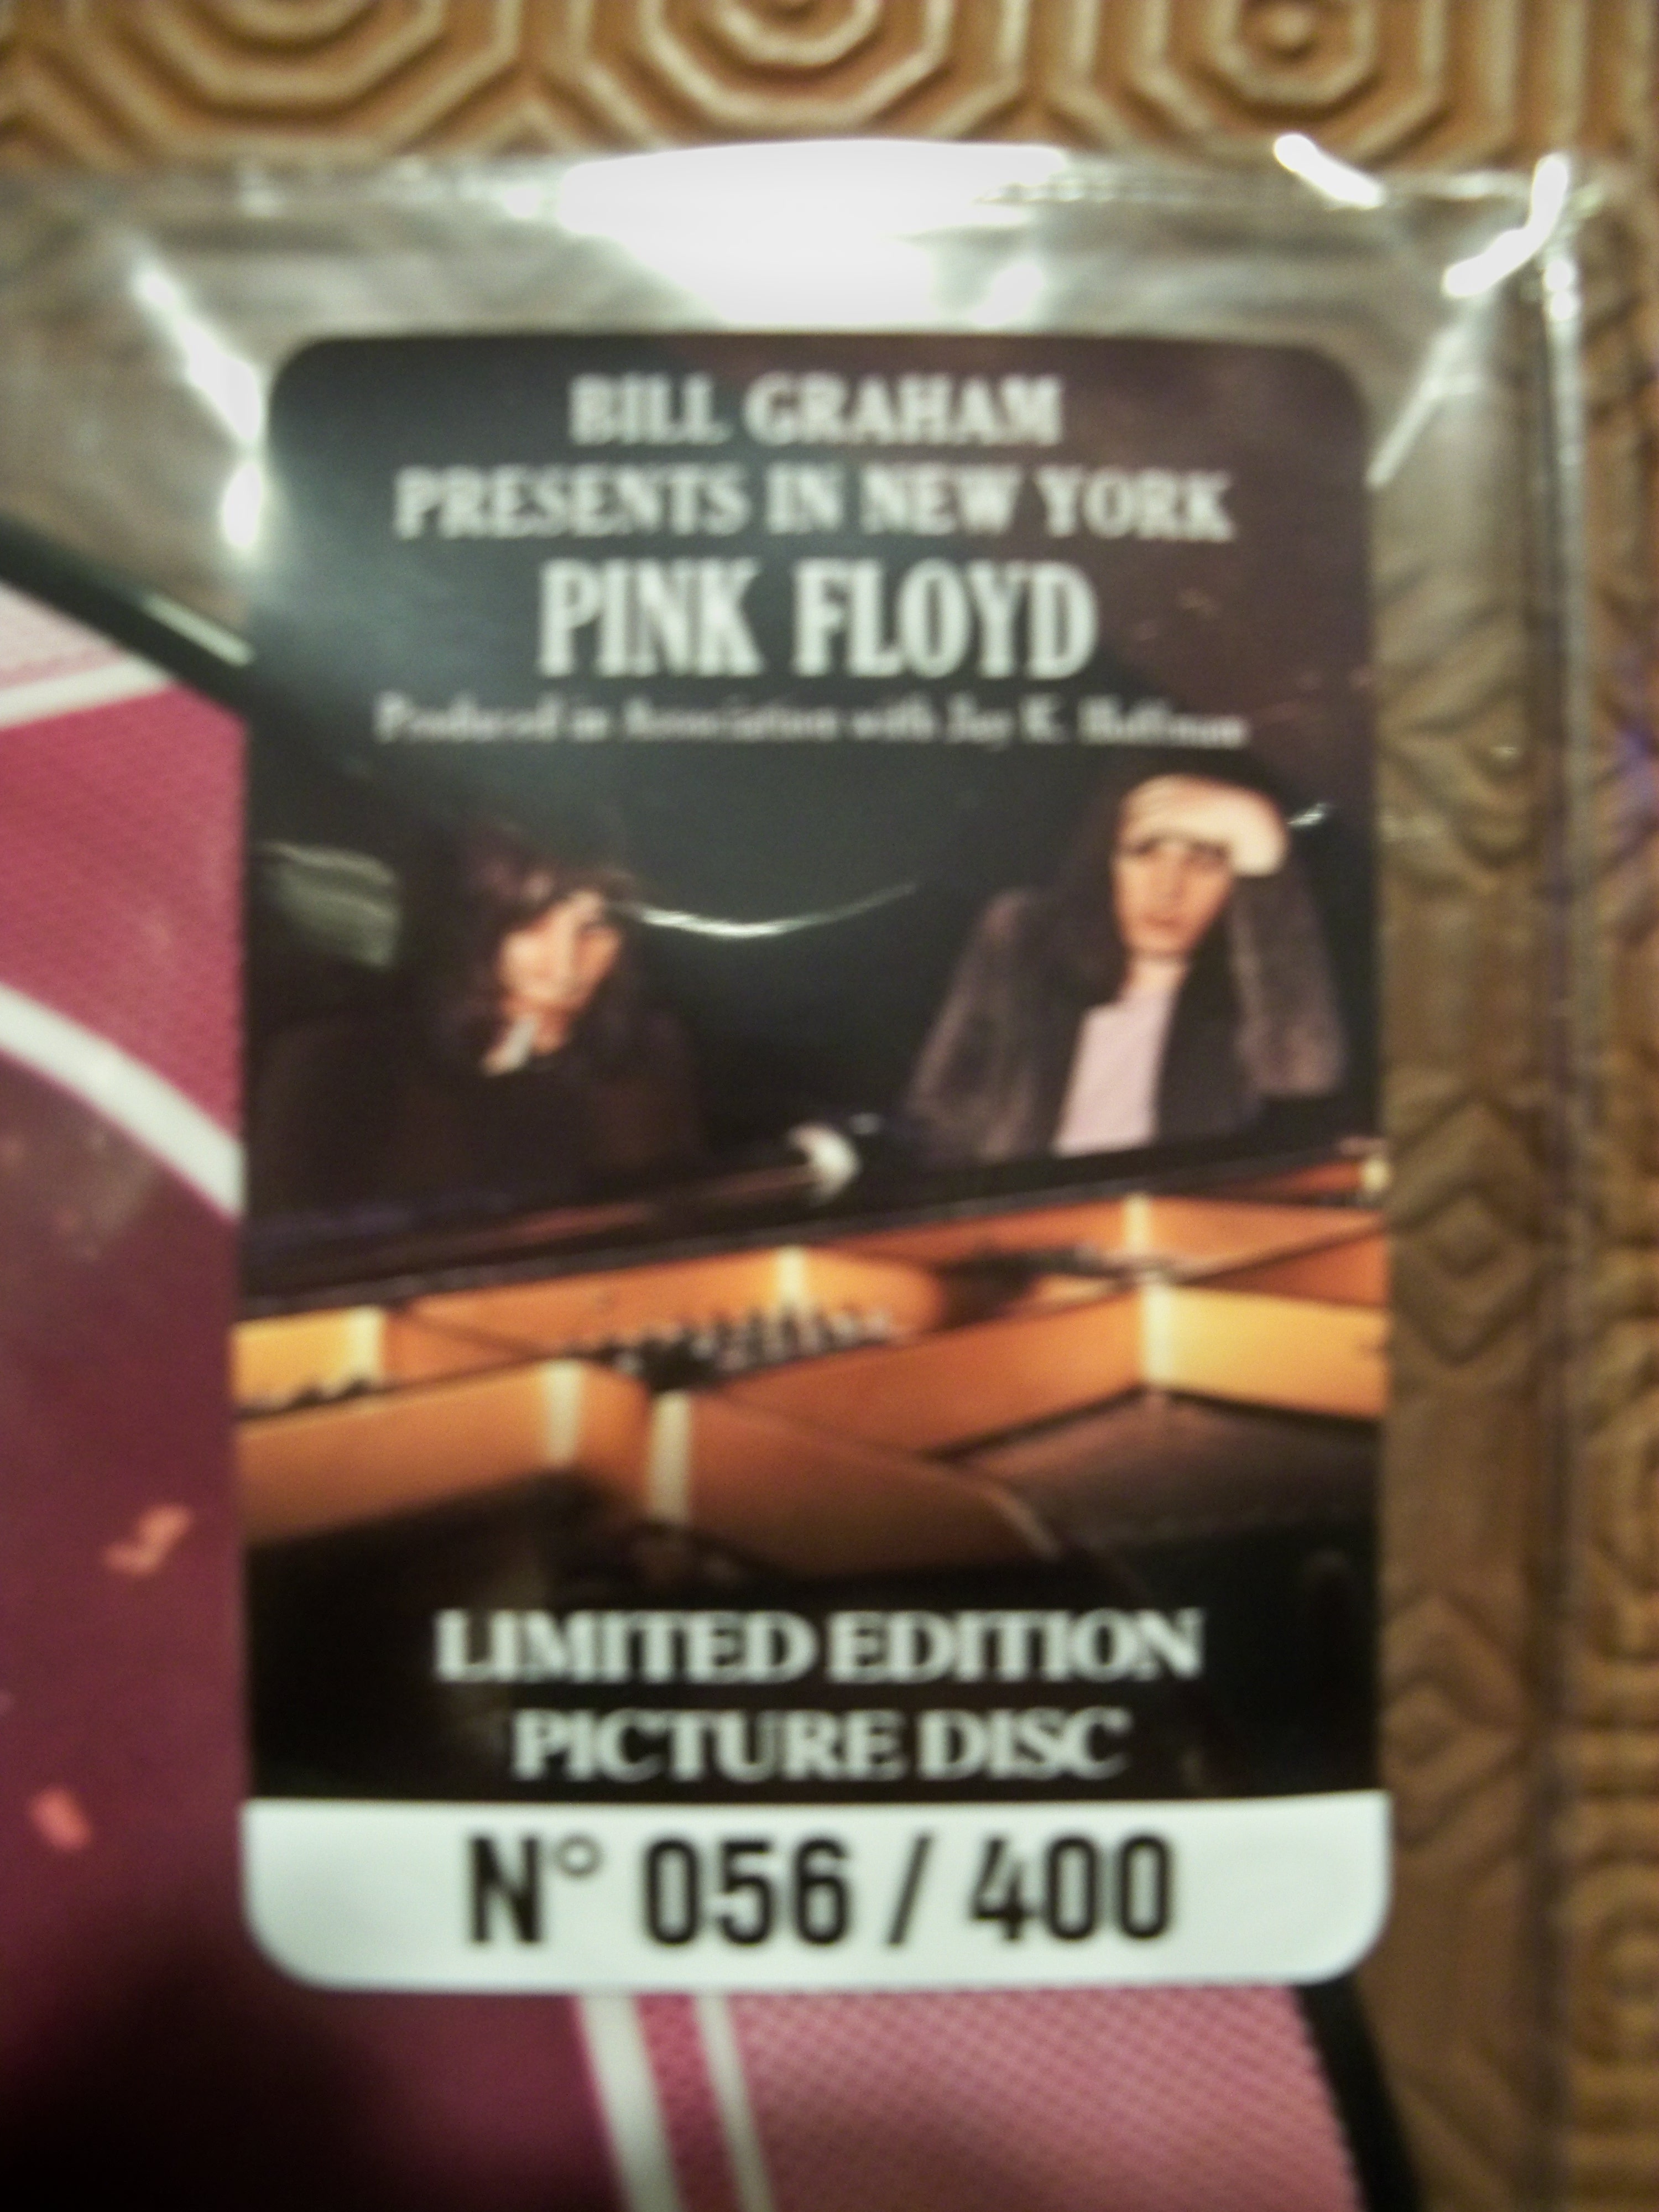 BILL GRAHAM
PRESENTS IN NEW YORK
PINK FLOYD
Produced in Association with Jay K. Hoffman
LIMITED EDITION
PICTURE DISC
N° 056 / 400